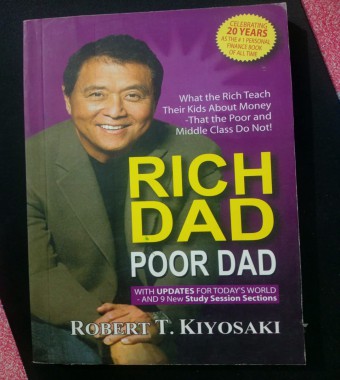 CELEBRATING
20 YEARS
AS THE #1 PERSONAL
FINANCE BOOK
OF ALL TIME
What the Rich Teach
Their Kids About Money
-That the Poor and
Middle Class Do Not!
RICH
DAD
POOR DAD
WITH UPDATES FOR TODAY'S WORLD
- AND 9 New Study Session Sections
ROBERT T. KIYOSAKI